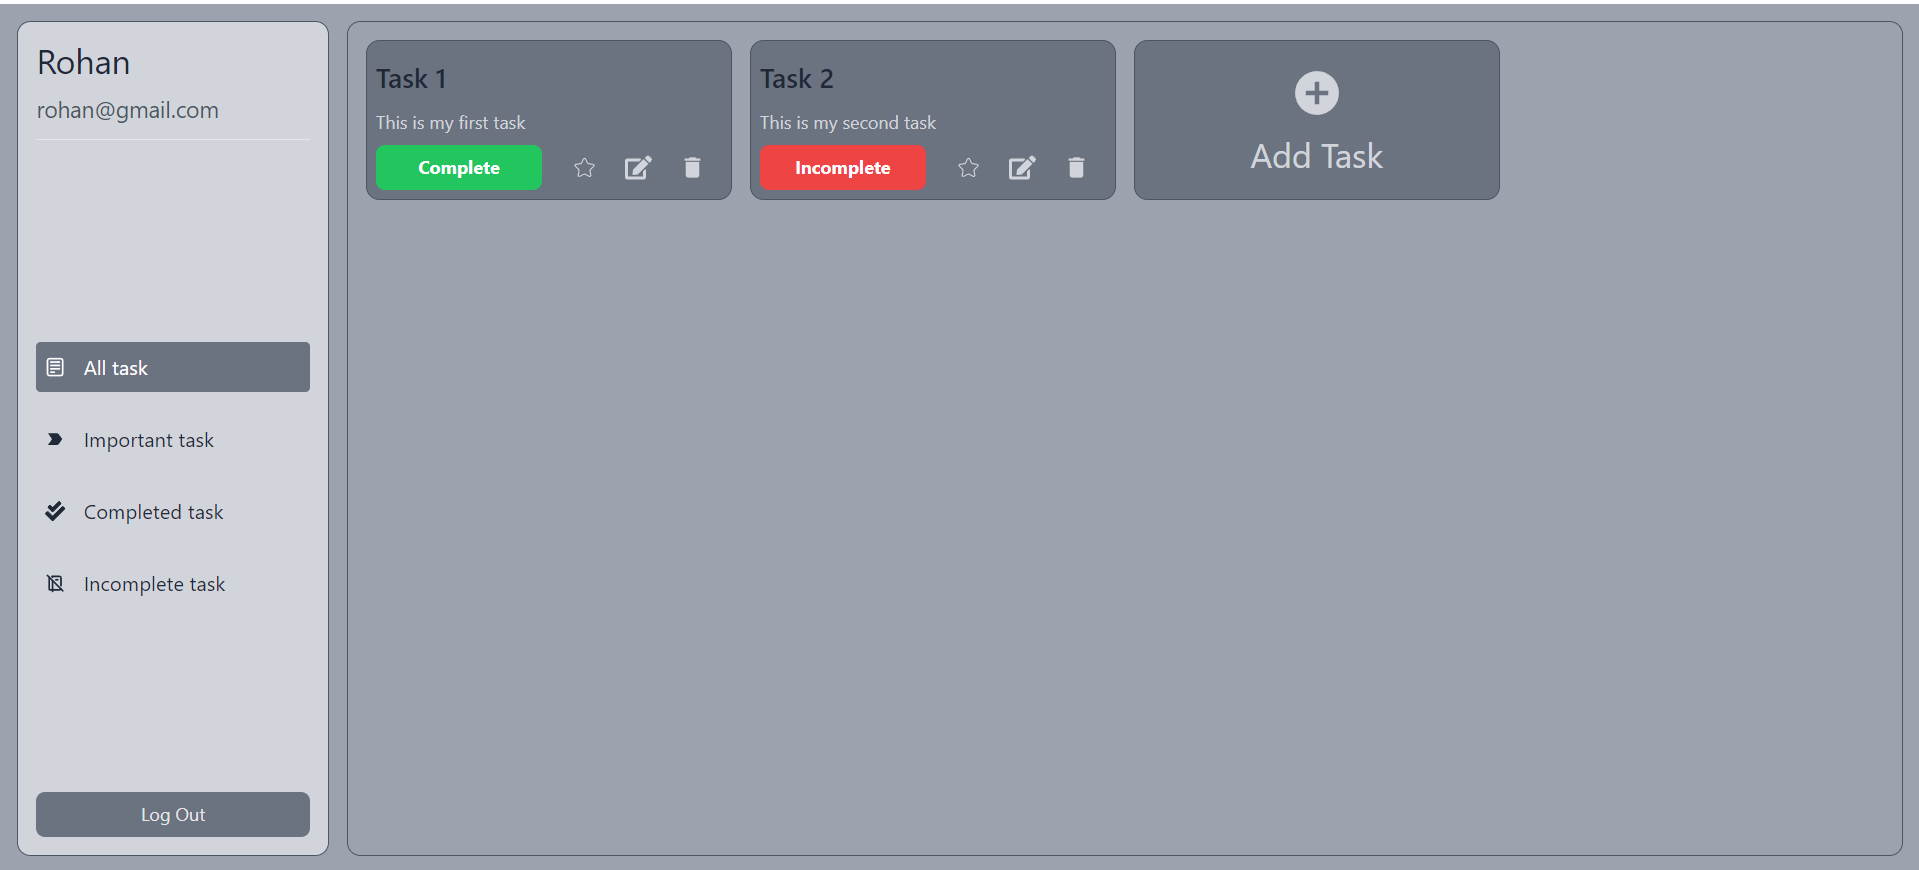 Rohan
rohan@gmail.com
All task
Important task
Completed task
Incomplete task
Log Out
Task 1
This is my first task
Complete
Task 2
This is my second task
Incomplete
Add Task